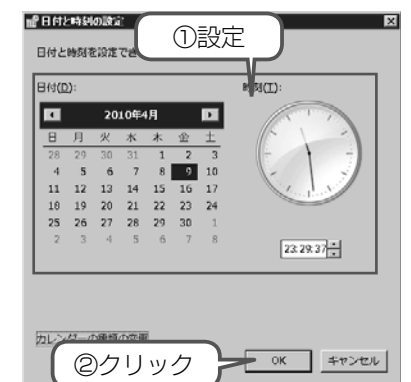 日付と時刻の設定
①設定
日付と時刻を設定でき
日付(D):
時刻(T):
2010年4月
日 月 火 水 木 金 土
28 29 30 31 1 2 3
4 5 6 7 8 9 10
11 12 13 14 15 16 17
18 19 20 21 22 23 24
25 26 27 28 29 30 1
2 3 4 5 6 7 8
23:29:37
カレンダーの種類の変更
②クリック
OK キャンセル